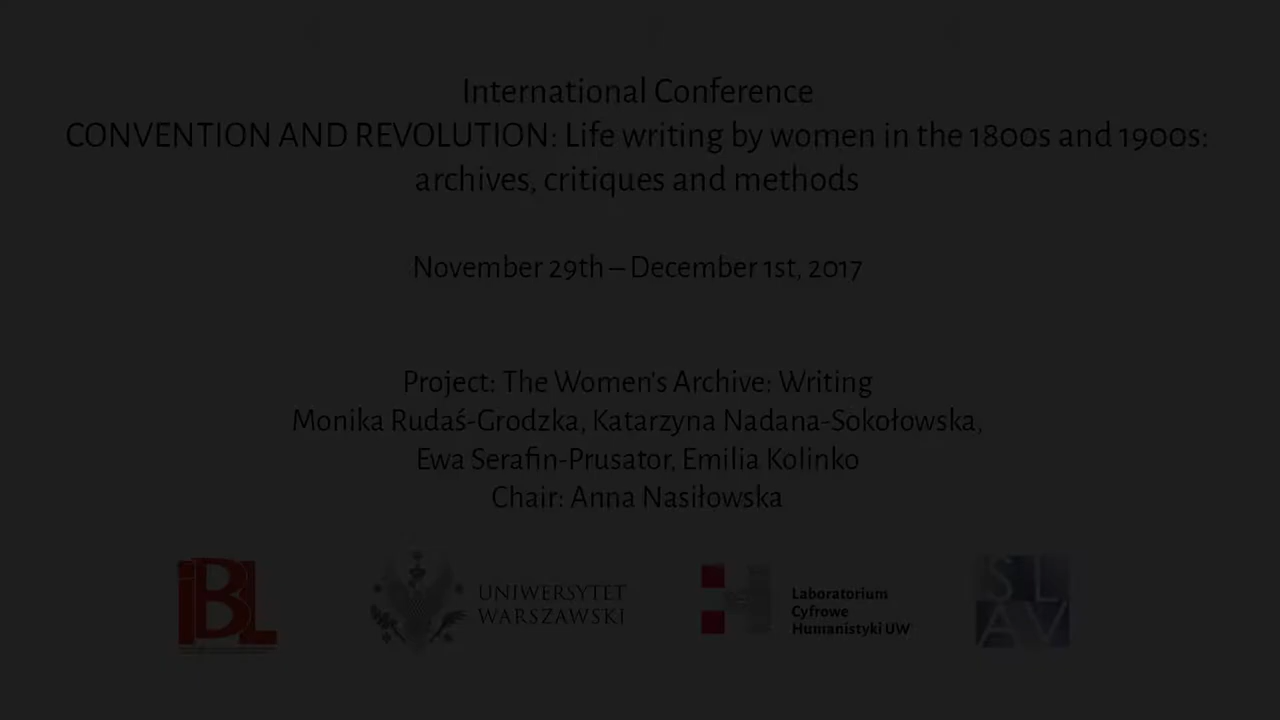 International Conference
CONVENTION AND REVOLUTION: Life writing by women in the 1800s and 1900s:
archives, critiques and methods
November 29th – December 1st, 2017
Project: The Women's Archive: Writing
Monika Rudaś-Grodzka, Katarzyna Nadana-Sokołowska,
Ewa Serafin-Prusator, Emilia Kolinko
Chair: Anna Nasiłowska
iBL
UNIWERSYTET
WARSZAWSKI
Laboratorium
Cyfrowe
Humanistyki UW
SL
AV